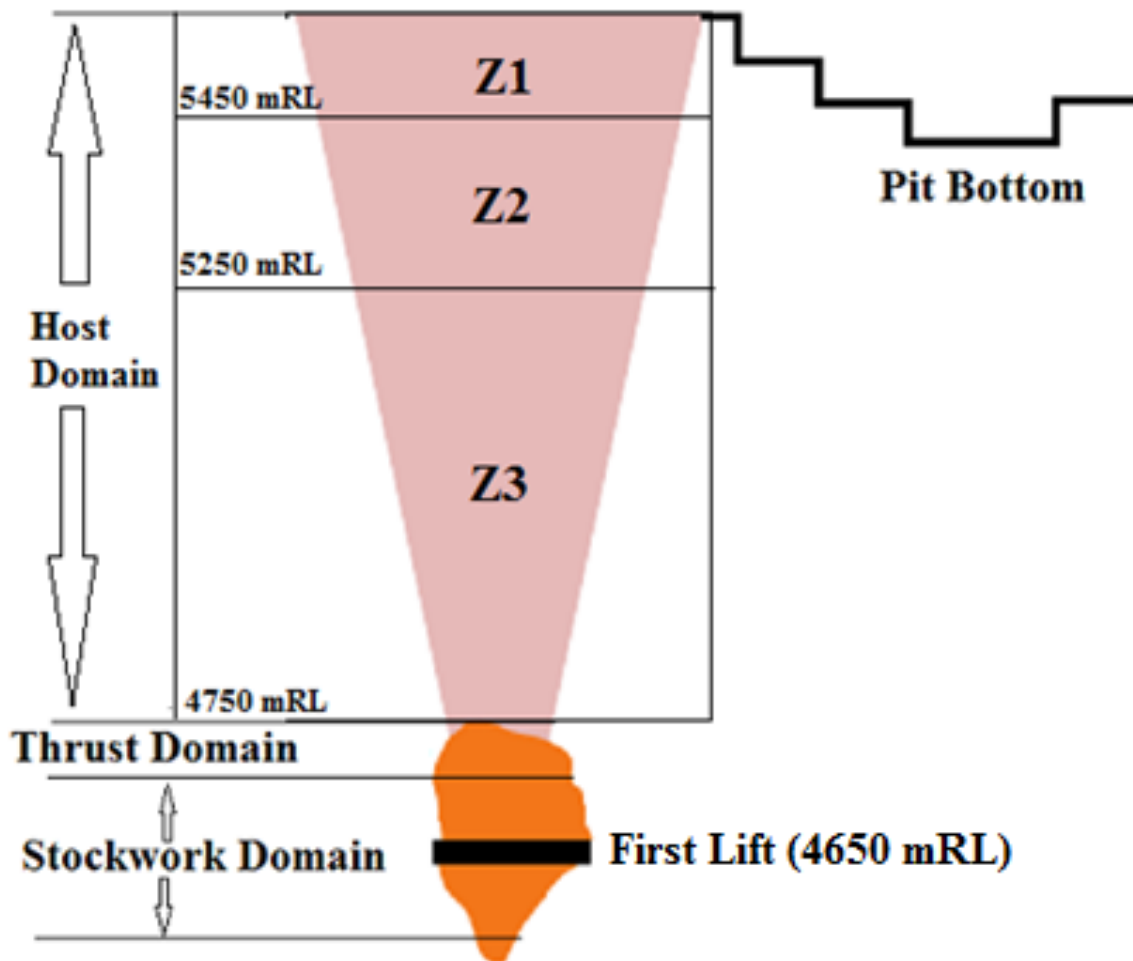 Z1
5450 mRL
Pit Bottom
Z2
5250 mRL
Host
Domain
Z3
4750 mRL
Thrust Domain
First Lift (4650 mRL)
Stockwork Domain